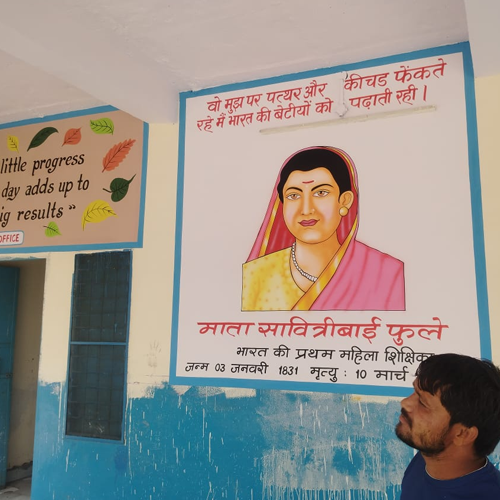 little progress
day adds up to
ig results"
OFFICE
वो मुझ पर पत्थर और कीचड फेंकते
रहे मैं भारत की बेटीयों को पढ़ाती रही।
माता सावित्रीबाई फुले
भारत की प्रथम महिला शिक्षिका
जन्म 03 जनवरी 1831 मृत्यु : 10 मार्च